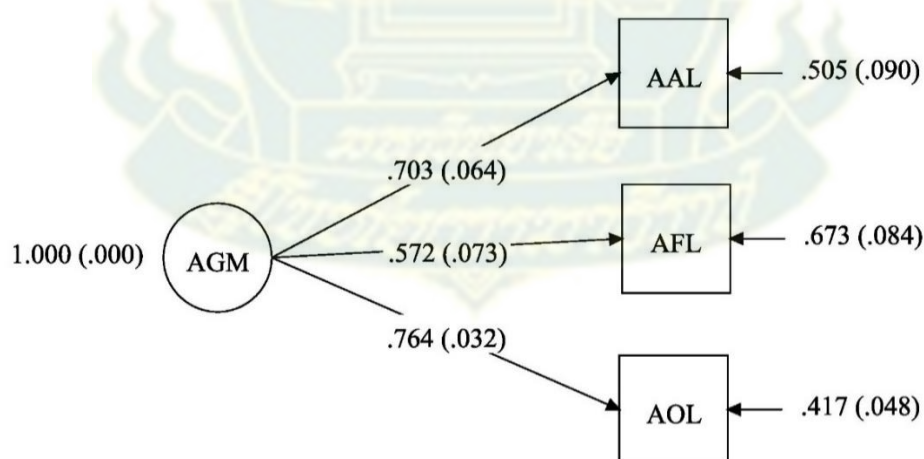 AAL
.505 (.090)
.703 (.064)
1.000 (.000)
AGM
.572 (.073)
AFL
.673 (.084)
.764 (.032)
AOL
.417 (.048)